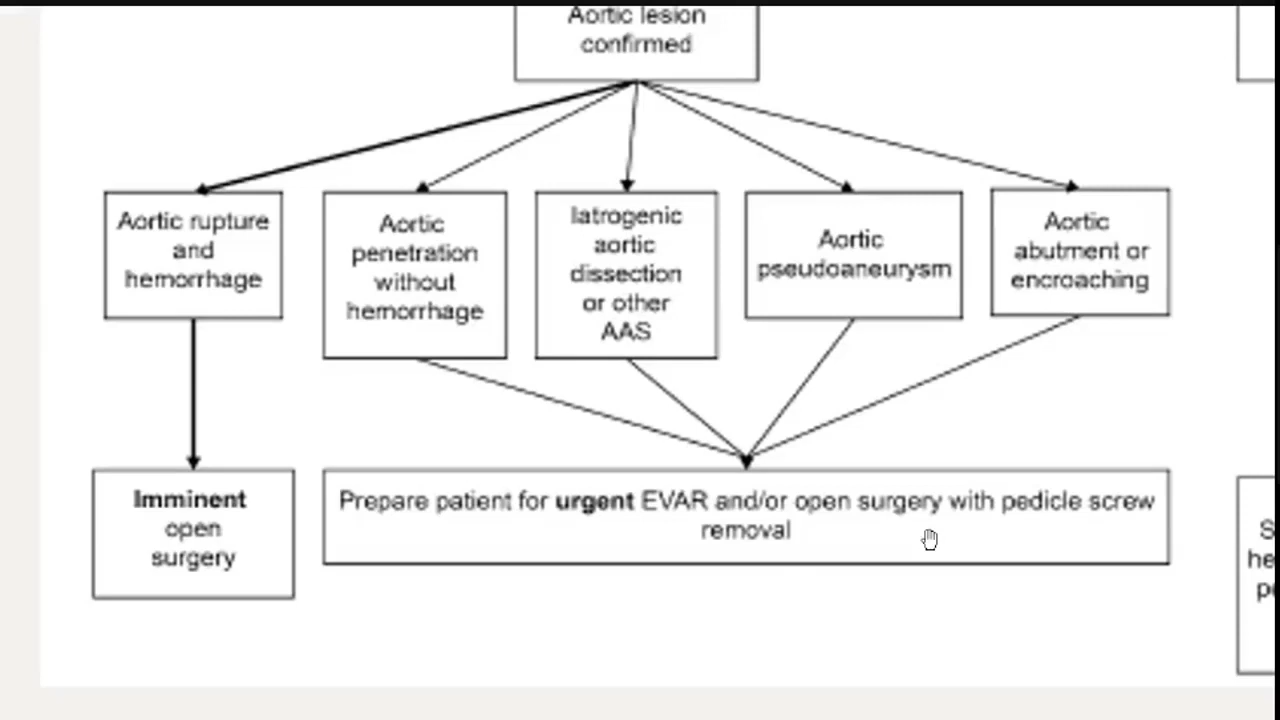 Aortic lesion
confirmed
Aortic rupture
and
hemorrhage
Aortic
penetration
without
hemorrhage
Iatrogenic
aortic
dissection
or other
AAS
Aortic
pseudoaneurysm
Aortic
abutment or
encroaching
Imminent
open
surgery
Prepare patient for urgent EVAR and/or open surgery with pedicle screw
removal